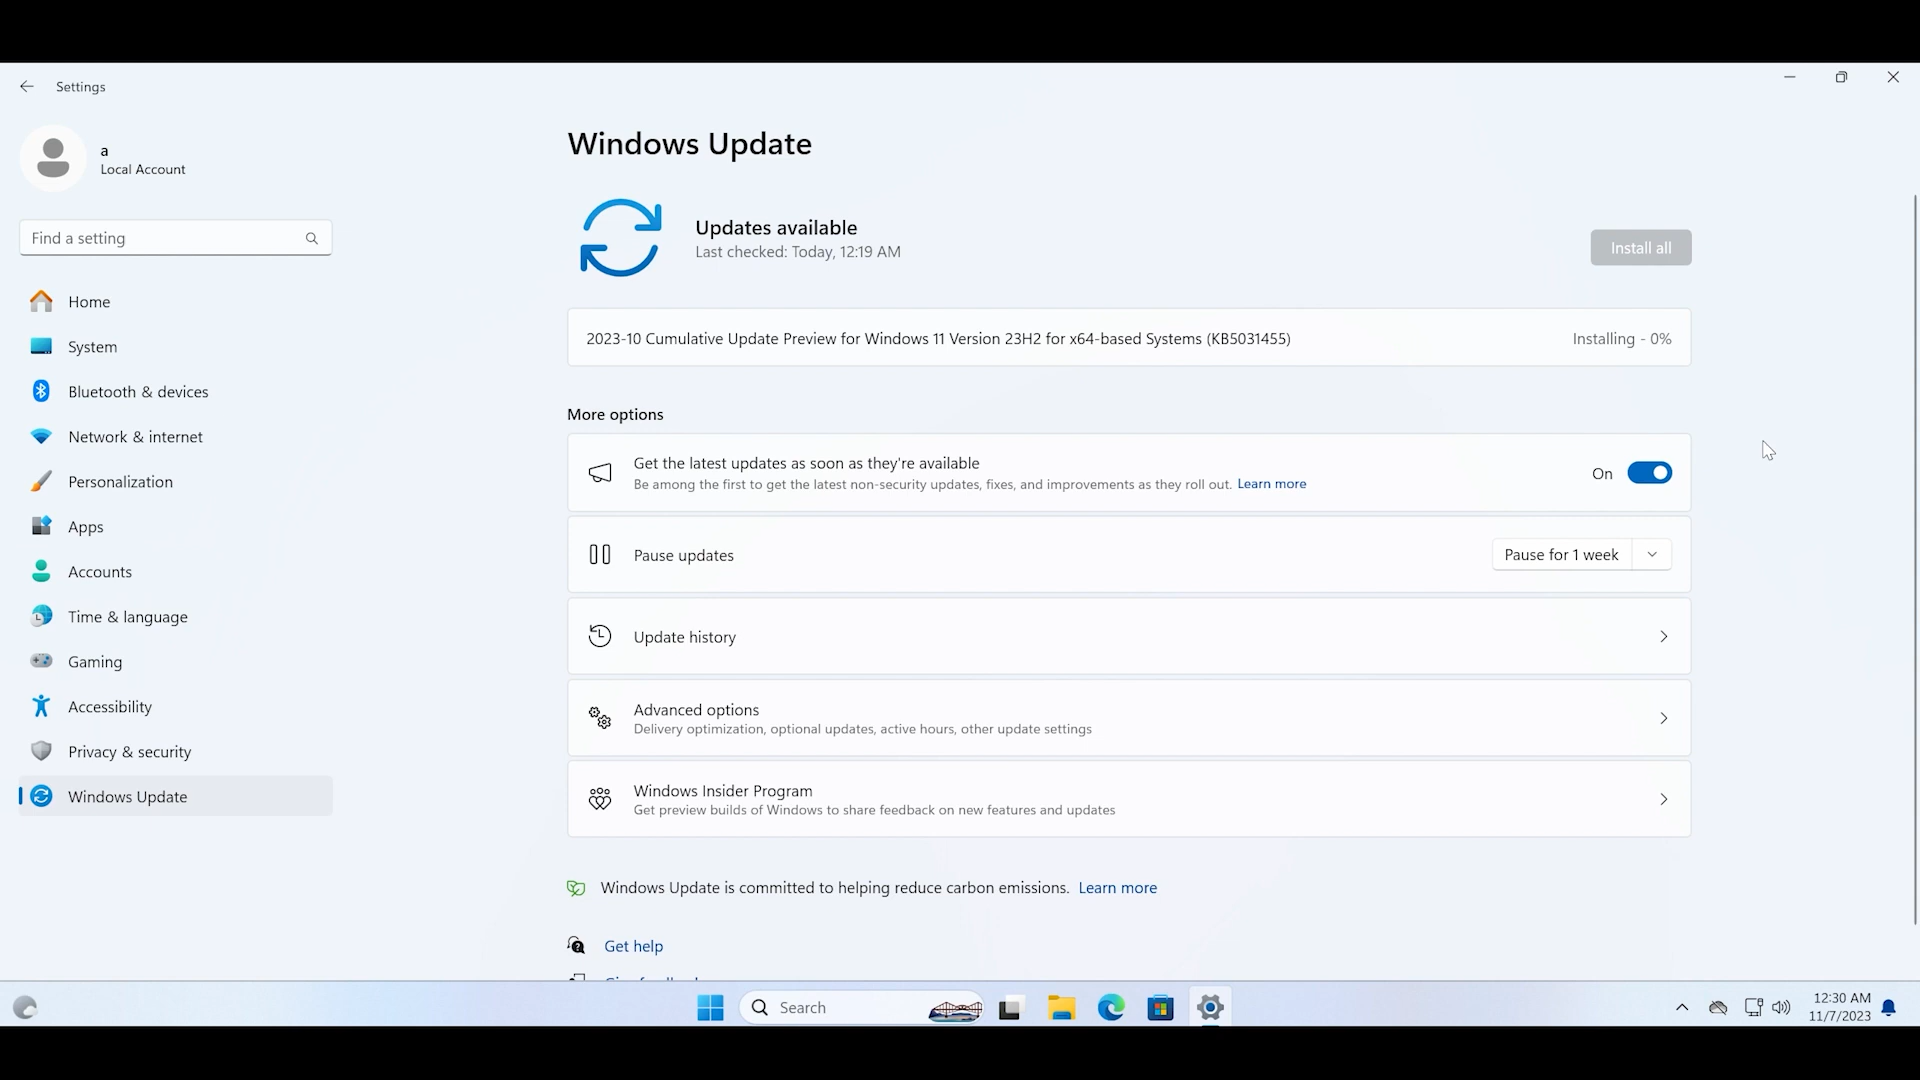 Settings
a
Local Account
Find a setting
Home
System
Bluetooth & devices
Network & internet
Personalization
Apps
Accounts
Time & language
Gaming
Accessibility
Privacy & security
Windows Update
Windows Update
Updates available
Last checked: Today, 12:19 AM
Install all
2023-10 Cumulative Update Preview for Windows 11 Version 23H2 for x64-based Systems (KB5031455)
Installing - 0%
More options
Get the latest updates as soon as they're available
Be among the first to get the latest non-security updates, fixes, and improvements as they roll out. Learn more
On
Pause updates
Pause for 1 week
Update history
Advanced options
Delivery optimization, optional updates, active hours, other update settings
Windows Insider Program
Get preview builds of Windows to share feedback on new features and updates
Windows Update is committed to helping reduce carbon emissions. Learn more
Get help
Search
12:30 AM
11/7/2023